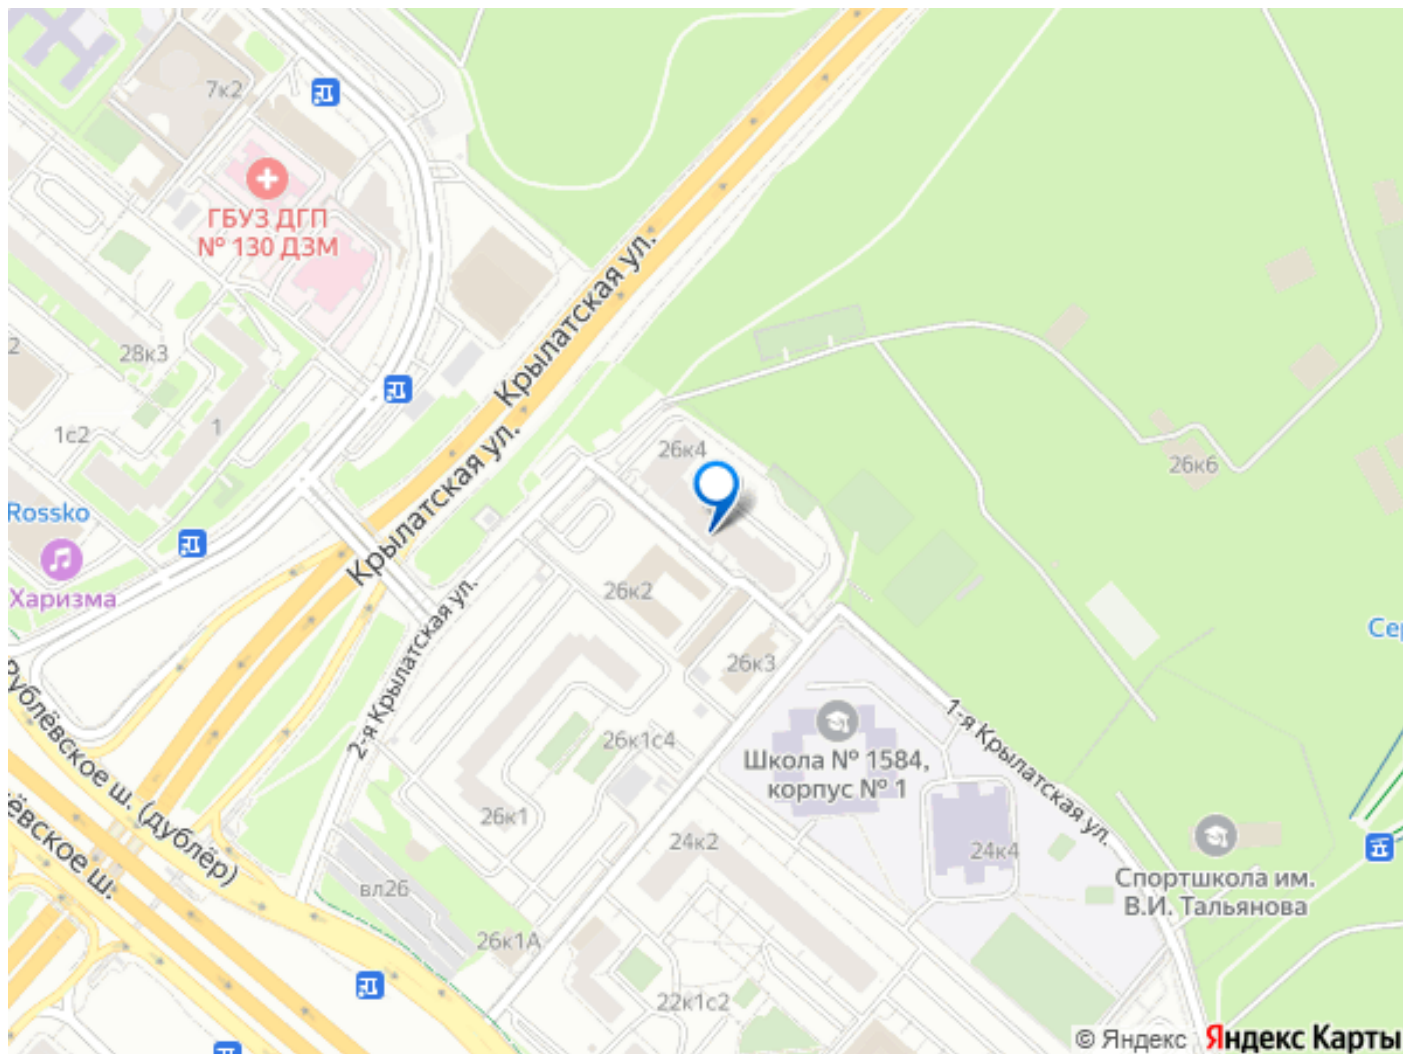 7к2
ГБУЗ ДГП
№ 130 ДЗМ
Крылатская ул.
28к3
2
1
1с2
26к4
26к6
Rossko
Крылатская ул.
Харизма
26к2
2-я Крылатская ул.
26к3
Сер
1-я Крылатская ул.
Рублёвское ш. (дублёр)
26к1с4
Школа № 1584,
корпус № 1
26к1
ёвское ш.
24к2
24к4
вл26
Спортшкола им.
В.И. Тальянова
26к1А
22к1с2
© Яндекс Яндекс Карты